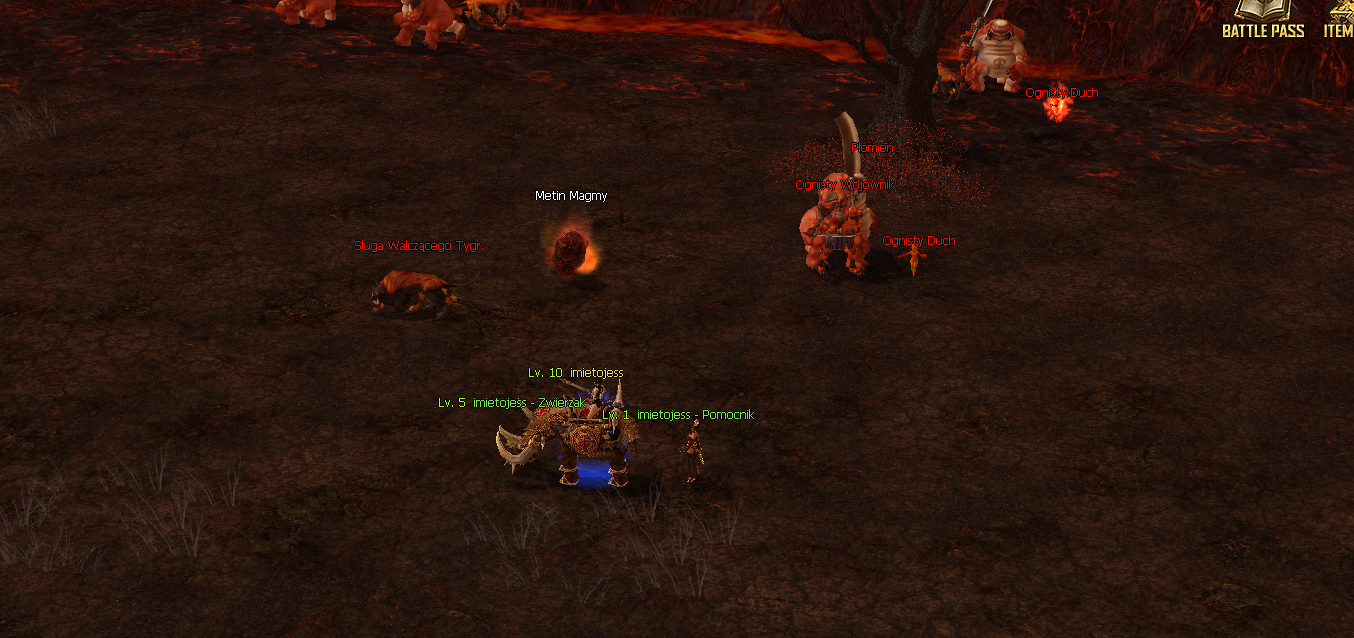 BATTLE PASS
ITEM
Ognisty Duch
Płomień
Ognisty Wojownik
Metin Magmy
Ognisty Duch
Sługa Walczącego Tygr.
Lv. 10 imietojess
Lv. 5 imietojess - Zwierzak
Lv. 1 imietojess - Pomocnik